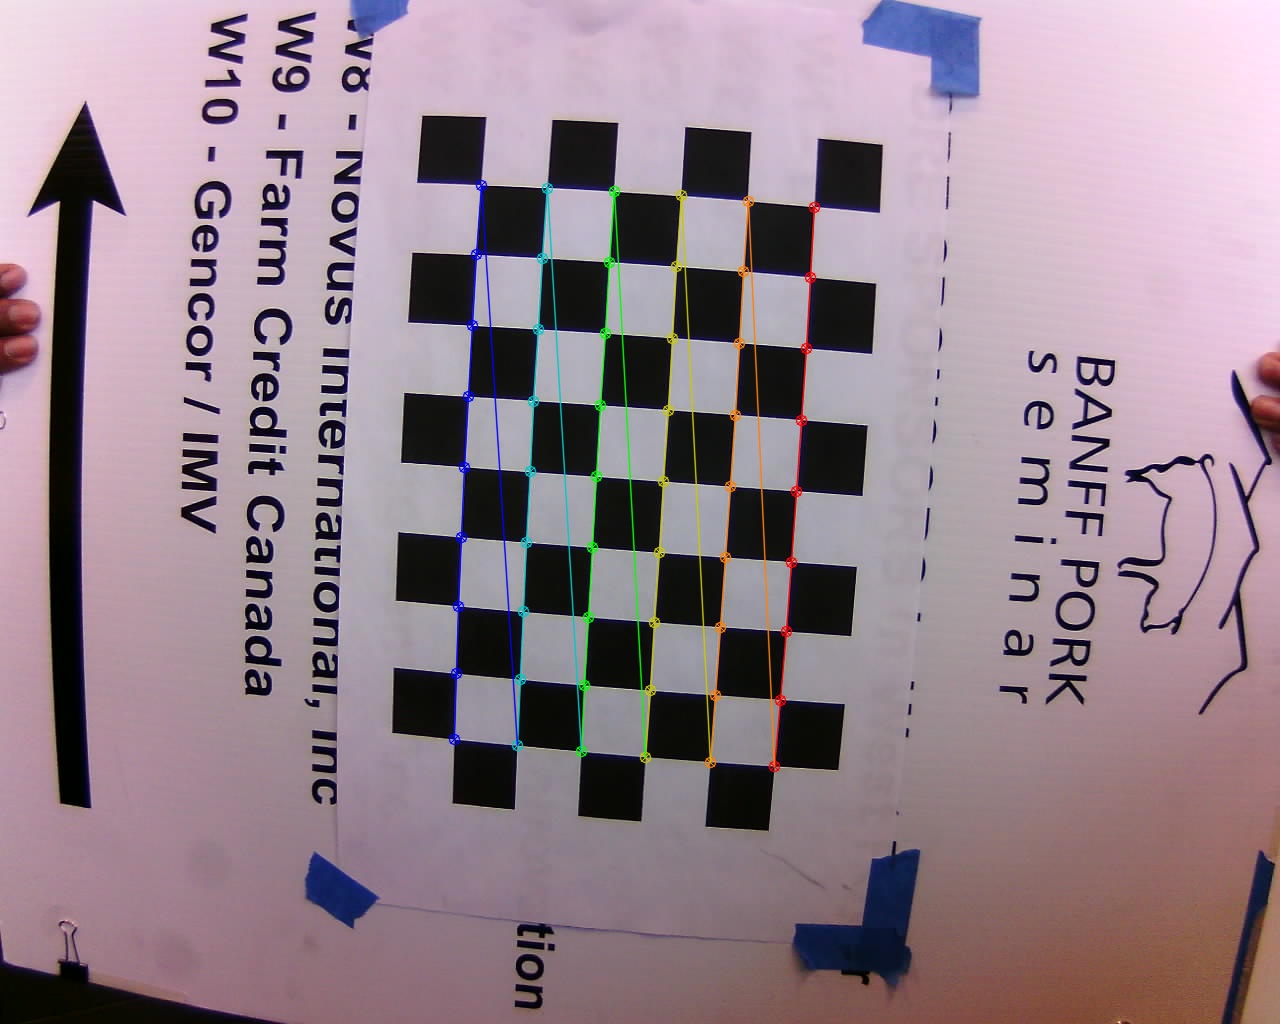 W8 - Novus International, Inc
W9 - Farm Credit Canada
W10 - Gencor / IMV
BANFF PORK
seminar
tion
r